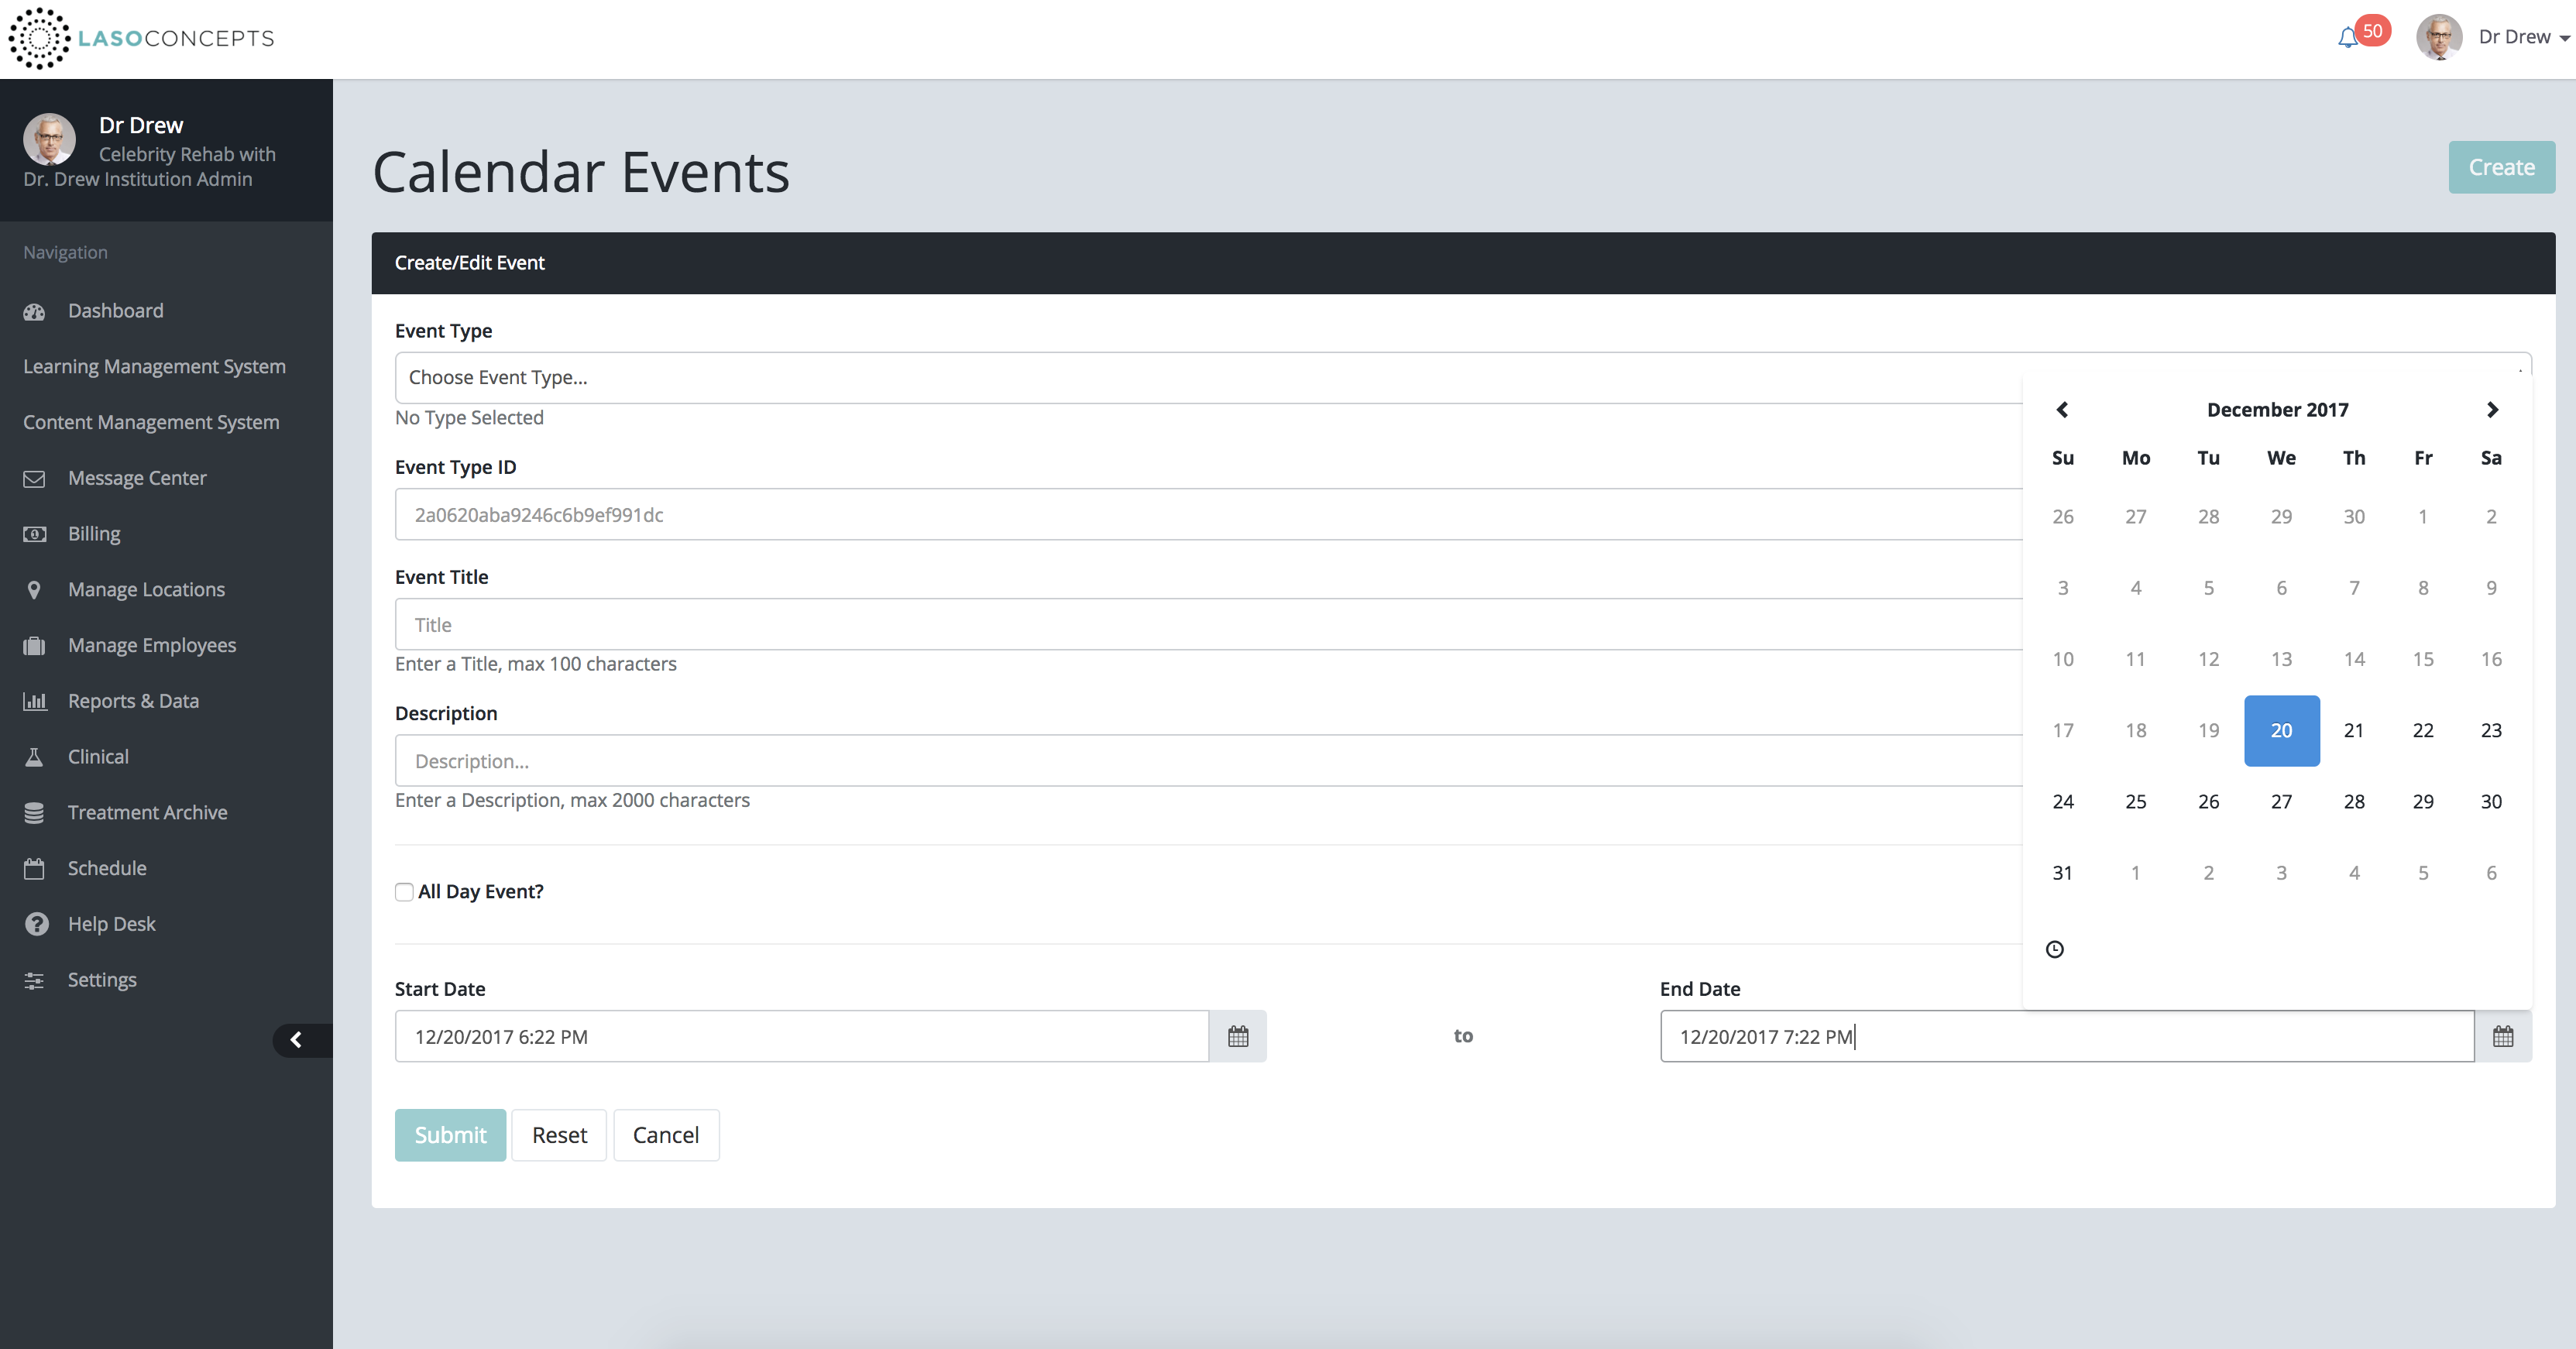 LASOCONCEPTS
50
Dr Drew
Dr Drew
Celebrity Rehab with
Dr. Drew Institution Admin
Navigation
Dashboard
Learning Management System
Content Management System
Message Center
Billing
Manage Locations
Manage Employees
Reports & Data
Clinical
Treatment Archive
Schedule
Help Desk
Settings
Calendar Events
Create
Create/Edit Event
Event Type
Choose Event Type...
No Type Selected
Event Type ID
2a0620aba9246c6b9ef991dc
Event Title
Title
Enter a Title, max 100 characters
Description
Description...
Enter a Description, max 2000 characters
All Day Event?
December 2017
Su Mo Tu We Th Fr Sa
26 27 28 29 30 1 2
3 4 5 6 7 8 9
10 11 12 13 14 15 16
17 18 19 20 21 22 23
24 25 26 27 28 29 30
31 1 2 3 4 5 6
Start Date
12/20/2017 6:22 PM
to
End Date
12/20/2017 7:22 PM
Submit
Reset
Cancel